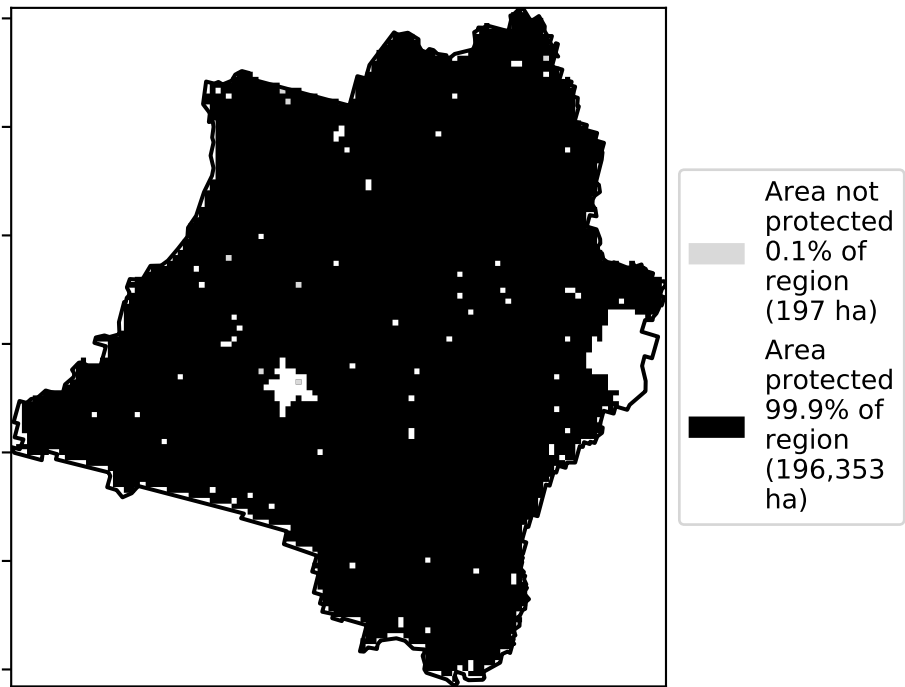 Area not
protected
0.1% of
region
(197 ha)
Area
protected
99.9% of
region
(196,353
ha)